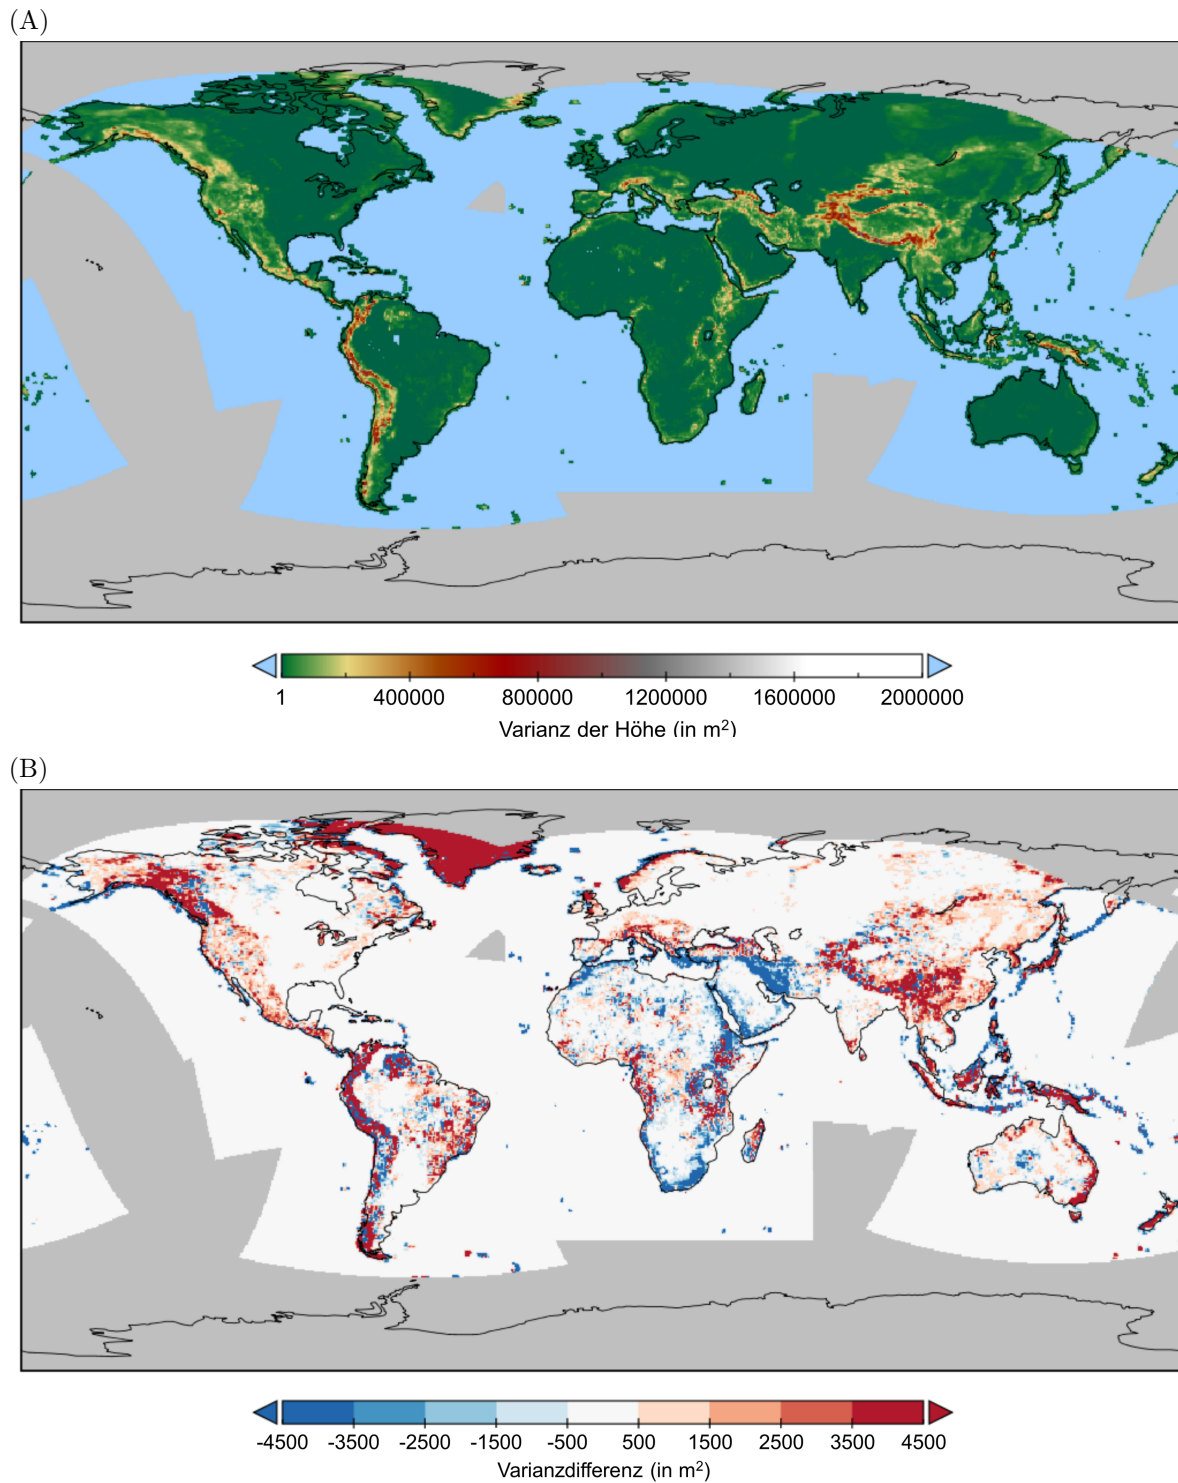 (A)
1 400000 800000 1200000 1600000 2000000
Varianz der Höhe (in m²)
(B)
-4500 -3500 -2500 -1500 -500 500 1500 2500 3500 4500
Varianzdifferenz (in m²)